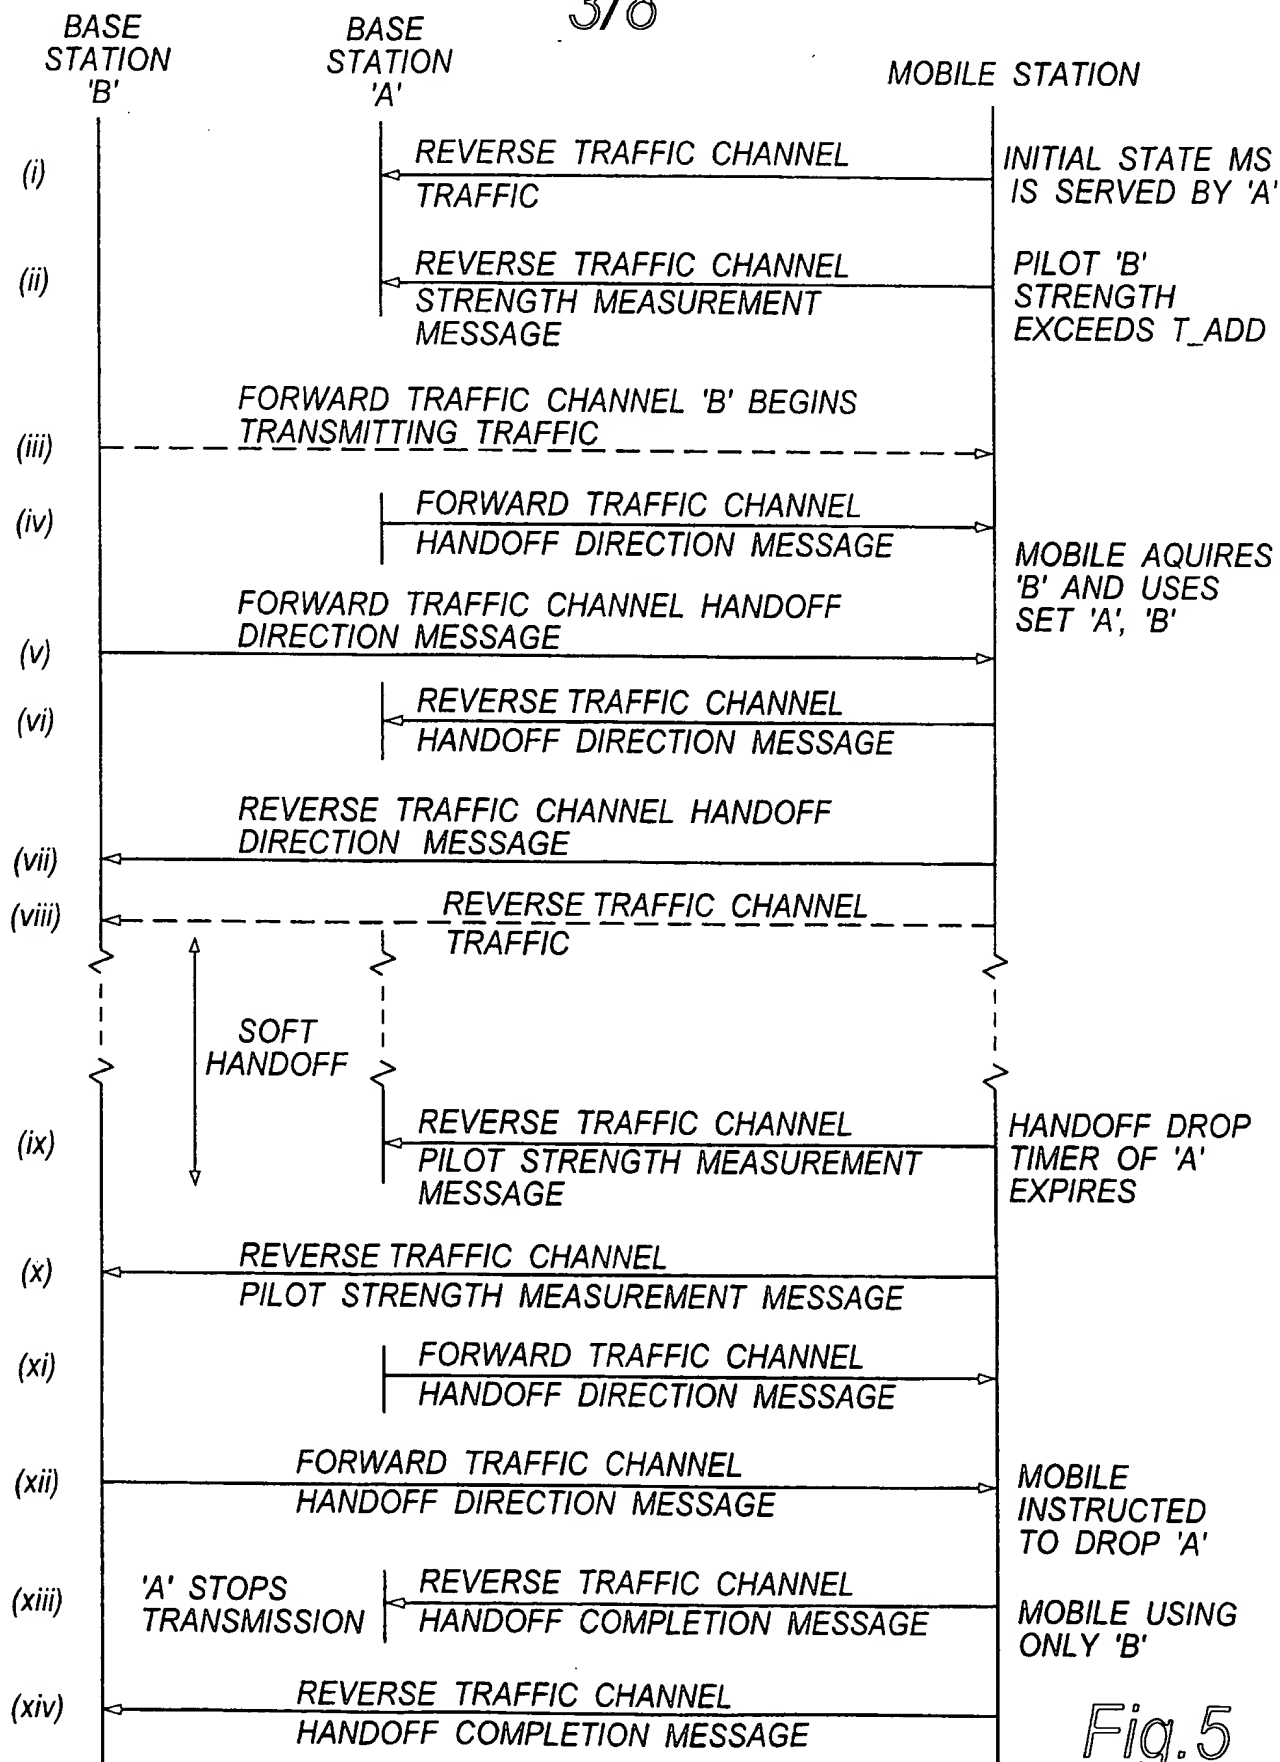 3/8
BASE
STATION
'B'
BASE
STATION
'A'
MOBILE STATION
(i)
REVERSE TRAFFIC CHANNEL
TRAFFIC
INITIAL STATE MS
IS SERVED BY 'A'
(ii)
REVERSE TRAFFIC CHANNEL
STRENGTH MEASUREMENT
MESSAGE
PILOT 'B'
STRENGTH
EXCEEDS T_ADD
(iii)
FORWARD TRAFFIC CHANNEL 'B' BEGINS
TRANSMITTING TRAFFIC
(iv)
FORWARD TRAFFIC CHANNEL
HANDOFF DIRECTION MESSAGE
MOBILE AQUIRES
'B' AND USES
SET 'A', 'B'
(v)
FORWARD TRAFFIC CHANNEL HANDOFF
DIRECTION MESSAGE
(vi)
REVERSE TRAFFIC CHANNEL
HANDOFF DIRECTION MESSAGE
(vii)
REVERSE TRAFFIC CHANNEL HANDOFF
DIRECTION MESSAGE
(viii)
REVERSE TRAFFIC CHANNEL
TRAFFIC
SOFT
HANDOFF
(ix)
REVERSE TRAFFIC CHANNEL
PILOT STRENGTH MEASUREMENT
MESSAGE
HANDOFF DROP
TIMER OF 'A'
EXPIRES
(x)
REVERSE TRAFFIC CHANNEL
PILOT STRENGTH MEASUREMENT MESSAGE
(xi)
FORWARD TRAFFIC CHANNEL
HANDOFF DIRECTION MESSAGE
(xii)
FORWARD TRAFFIC CHANNEL
HANDOFF DIRECTION MESSAGE
MOBILE
INSTRUCTED
TO DROP 'A'
(xiii)
'A' STOPS
TRANSMISSION
REVERSE TRAFFIC CHANNEL
HANDOFF COMPLETION MESSAGE
MOBILE USING
ONLY 'B'
(xiv)
REVERSE TRAFFIC CHANNEL
HANDOFF COMPLETION MESSAGE
Fig.5